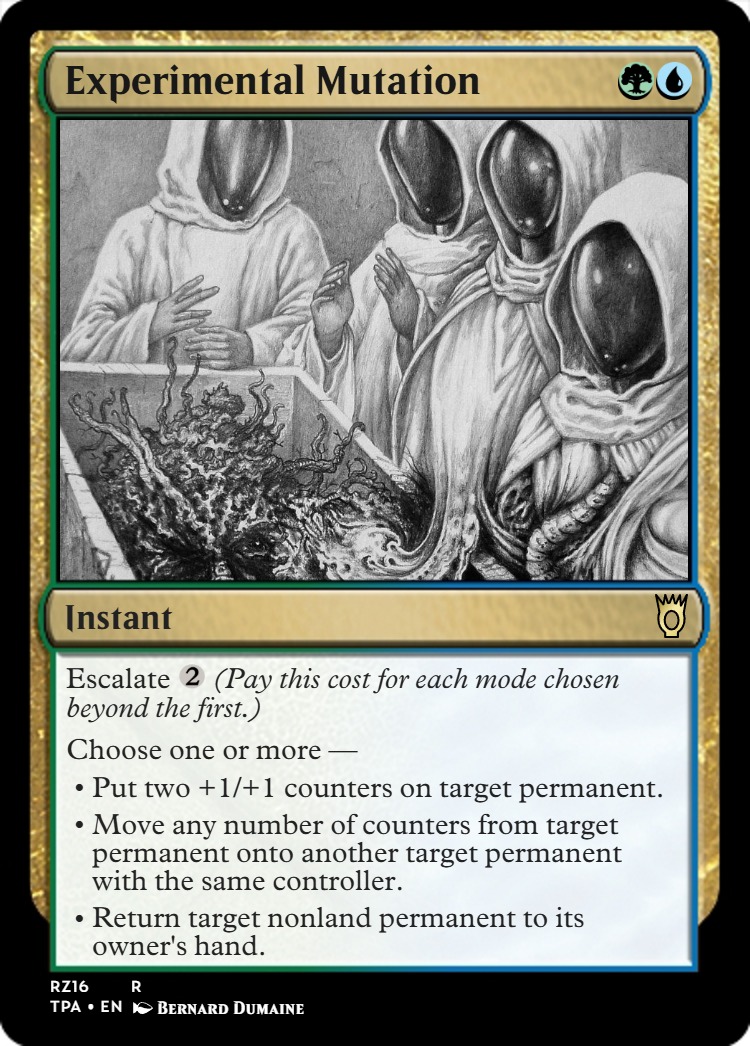 Experimental Mutation
Instant
Escalate 2 (Pay this cost for each mode chosen
beyond the first.)
Choose one or more —
• Put two +1/+1 counters on target permanent.
• Move any number of counters from target
permanent onto another target permanent
with the same controller.
• Return target nonland permanent to its
owner's hand.
RZ16 R
TPA • EN Bernard Dumaine